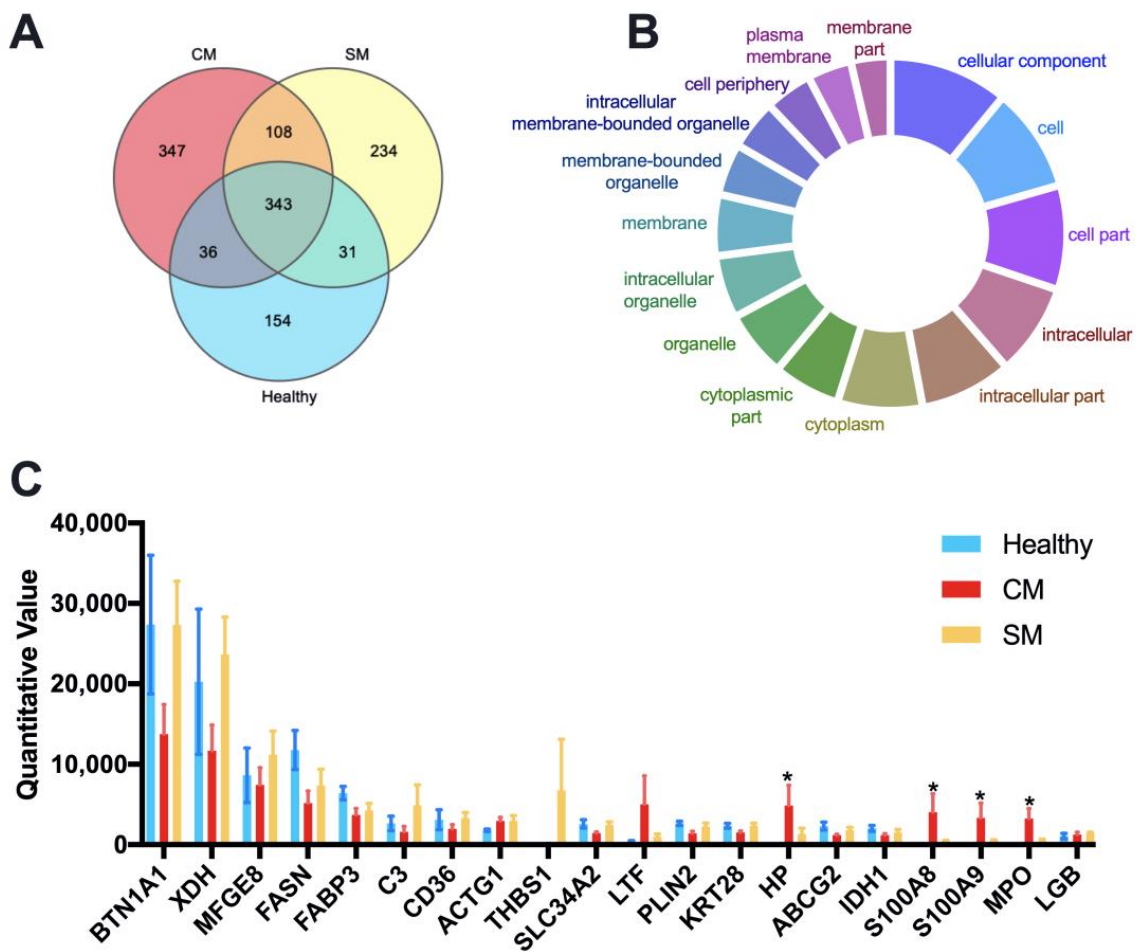 A
CM
SM
347
108
234
343
36
31
154
Healthy
B
membrane
part
plasma
membrane
cell periphery
intracellular
membrane-bounded organelle
membrane-bounded
organelle
membrane
intracellular
organelle
organelle
cytoplasmic
part
cytoplasm
intracellular part
intracellular
cell part
cell
cellular component
C
Quantitative Value
40,000
30,000
20,000
10,000
0
Healthy
CM
SM
*
*
*
*
BTN1A1
XDH
MFGE8
FASN
FABP3
C3
CD36
ACTG1
THBS1
SLC34A2
LTF
PLIN2
KRT28
HP
ABCG2
IDH1
S100A8
S100A9
MPO
LGB